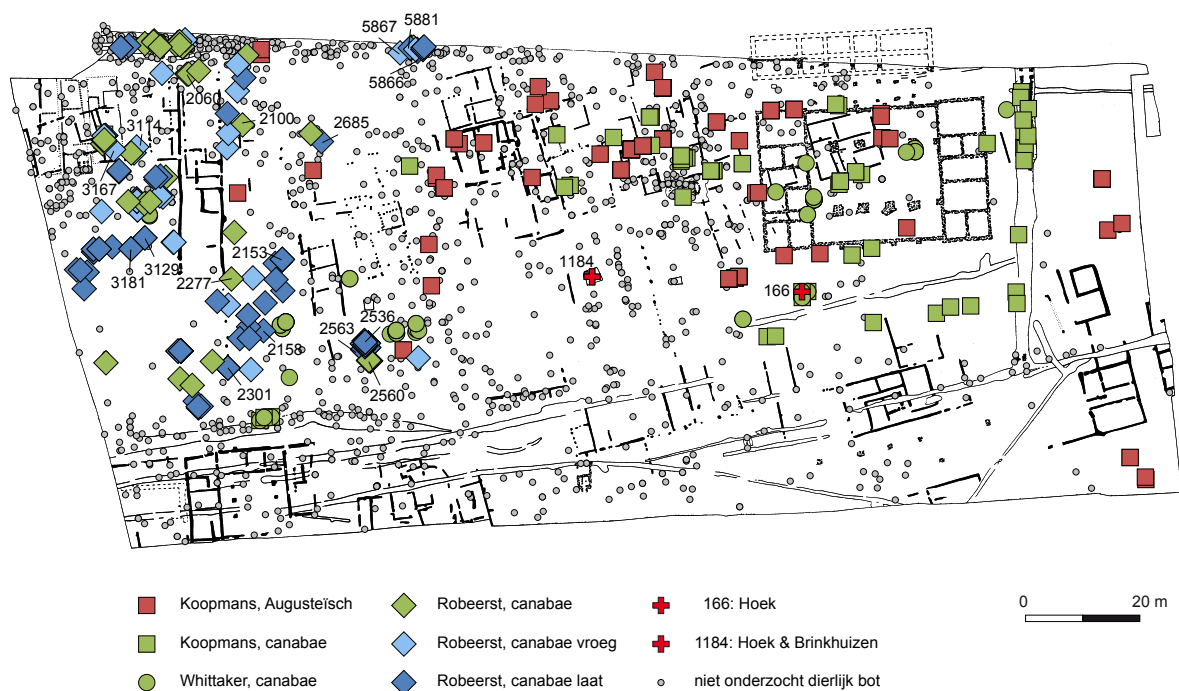 5881
5867
5866
2060
2100
3114
2685
3167
2153
3129
3181
1184
2277
166
2536
2563
2158
2301
2560
Koopmans, Augusteïsch
Robeerst, canabae
166: Hoek
0 20 m
Koopmans, canabae
Robeerst, canabae vroeg
1184: Hoek & Brinkhuizen
Whittaker, canabae
Robeerst, canabae laat
niet onderzocht dierlijk bot